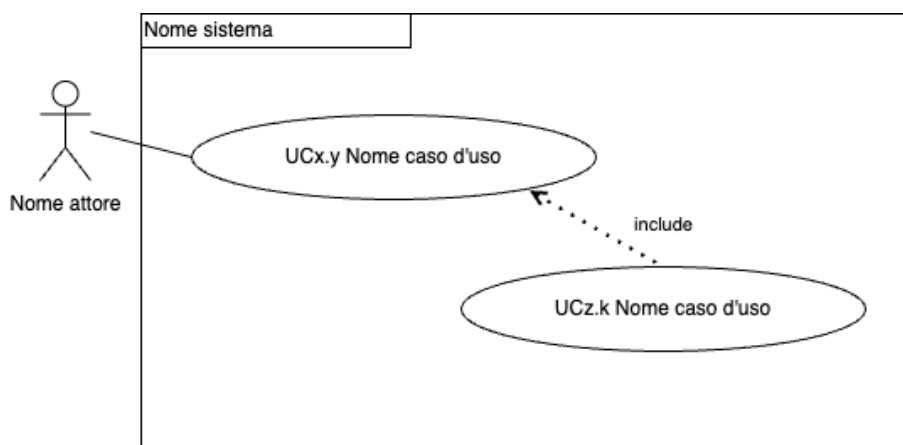 Nome sistema
UCx.y Nome caso d'uso
Nome attore
include
UCz.k Nome caso d'uso